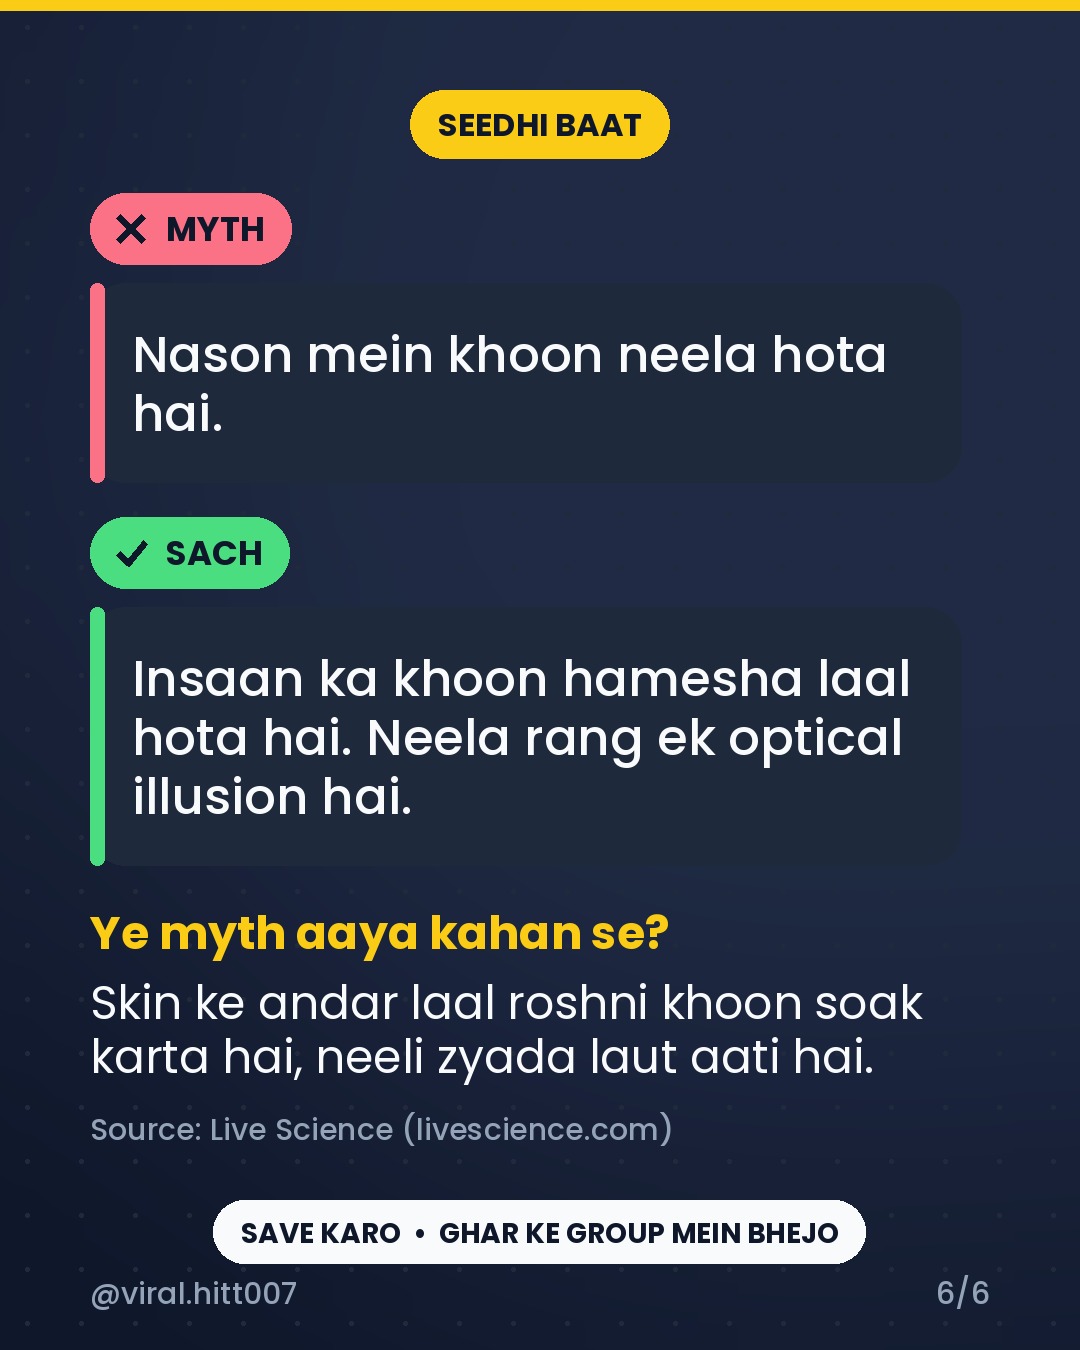 SEEDHI BAAT
MYTH
Nason mein khoon neela hota
hai.
SACH
Insaan ka khoon hamesha laal
hota hai. Neela rang ek optical
illusion hai.
Ye myth aaya kahan se?
Skin ke andar laal roshni khoon soak
karta hai, neeli zyada laut aati hai.
Source: Live Science (livescience.com)
SAVE KARO • GHAR KE GROUP MEIN BHEJO
@viral.hitt007
6/6